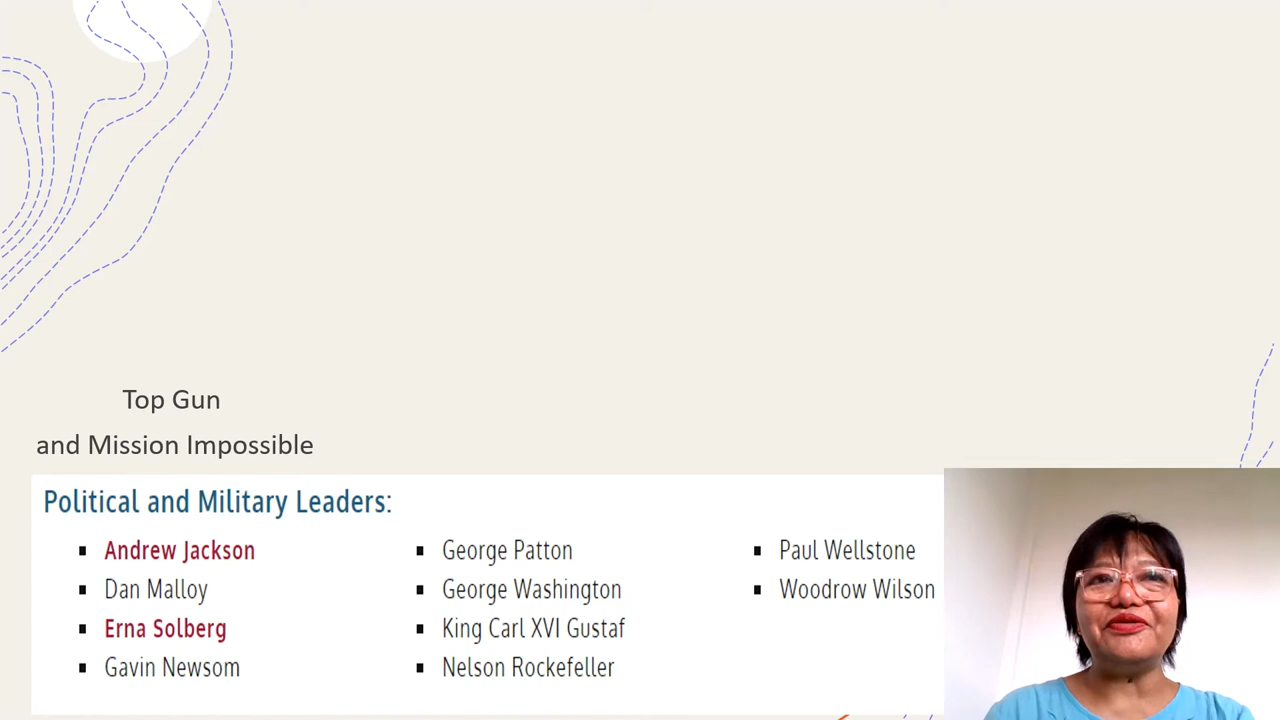 Top Gun
and Mission Impossible
Political and Military Leaders:
▪ Andrew Jackson
▪ Dan Malloy
▪ Erna Solberg
▪ Gavin Newsom
▪ George Patton
▪ George Washington
▪ King Carl XVI Gustaf
▪ Nelson Rockefeller
▪ Paul Wellstone
▪ Woodrow Wilson